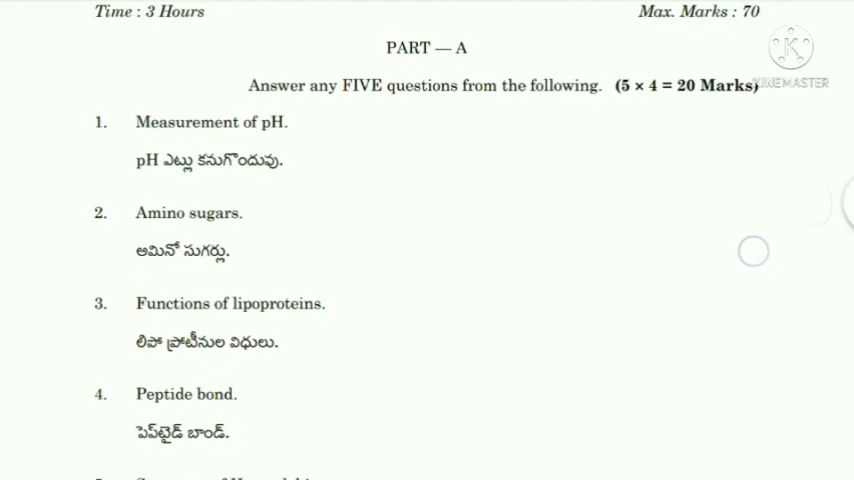 Time : 3 Hours Max. Marks : 70
PART — A
Answer any FIVE questions from the following. (5 × 4 = 20 Marks)
KINEMASTER
1. Measurement of pH.
pH ఎట్లు కనుగొందువు.
2. Amino sugars.
అమినో సుగర్లు.
3. Functions of lipoproteins.
లిపో ప్రోటీనుల విధులు.
4. Peptide bond.
పెప్‌టైడ్ బాండ్.